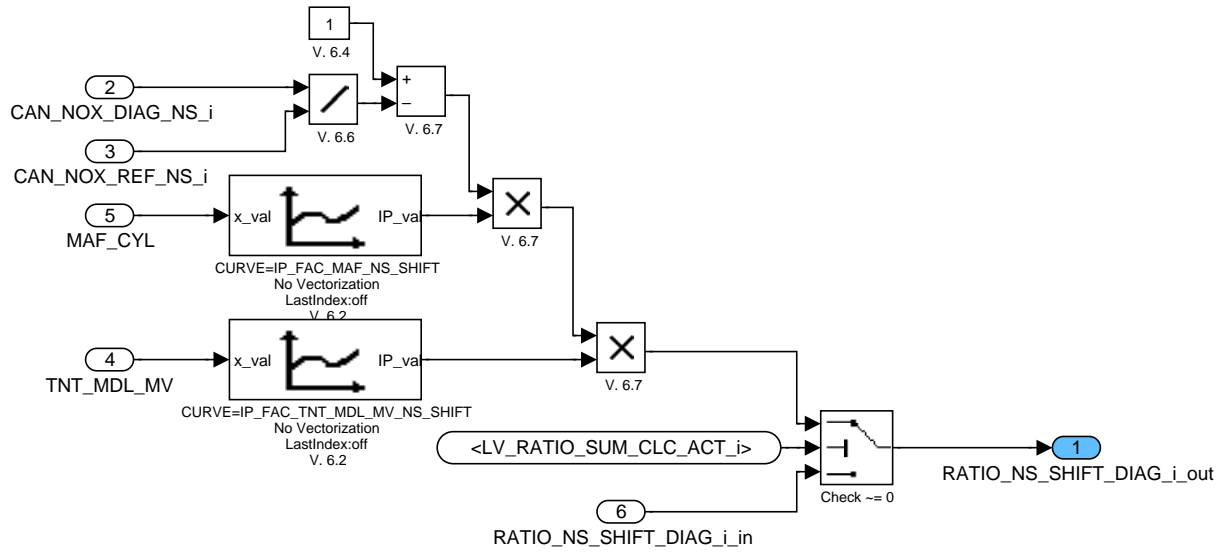 1
V. 6.4
2
CAN_NOX_DIAG_NS_i
+
−
V. 6.6
V. 6.7
3
CAN_NOX_REF_NS_i
5
MAF_CYL
x_val
IP_val
V. 6.7
CURVE=IP_FAC_MAF_NS_SHIFT
No Vectorization
LastIndex:off
V. 6.2
4
TNT_MDL_MV
x_val
IP_val
V. 6.7
CURVE=IP_FAC_TNT_MDL_MV_NS_SHIFT
No Vectorization
LastIndex:off
V. 6.2
<LV_RATIO_SUM_CLC_ACT_i>
Check ~= 0
1
RATIO_NS_SHIFT_DIAG_i_out
6
RATIO_NS_SHIFT_DIAG_i_in